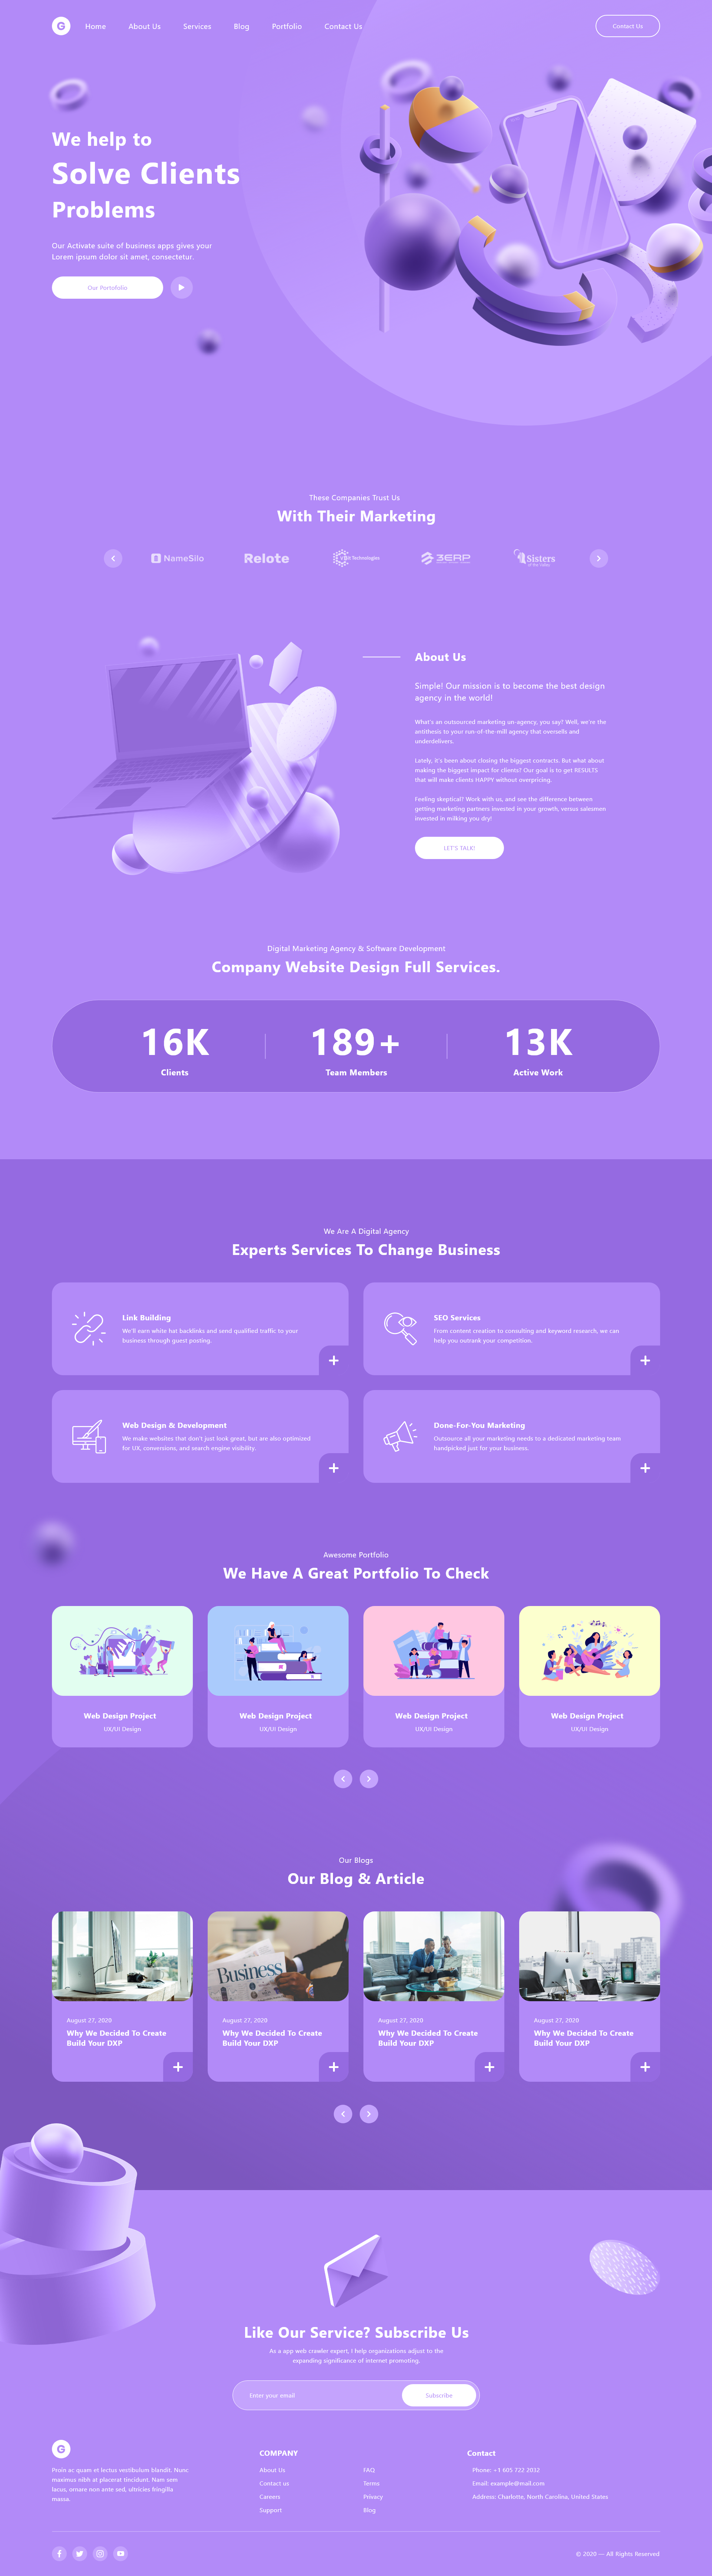 G Home About Us Services Blog Portfolio Contact Us Contact Us
We help to
Solve Clients
Problems
Our Activate suite of business apps gives your
Lorem ipsum dolor sit amet, consectetur.
Our Portofolio
These Companies Trust Us
With Their Marketing
NameSilo Relote Technologies 3ERP Sisters
of the Valley
About Us
Simple! Our mission is to become the best design
agency in the world!
What's an outsourced marketing un-agency, you say? Well, we're the
antithesis to your run-of-the-mill agency that oversells and
underdelivers.
Lately, it's been about closing the biggest contracts. But what about
making the biggest impact for clients? Our goal is to get RESULTS
that will make clients HAPPY without overpricing.
Feeling skeptical? Work with us, and see the difference between
getting marketing partners invested in your growth, versus salesmen
invested in milking you dry!
LET'S TALK!
Digital Marketing Agency & Software Development
Company Website Design Full Services.
16K 189+ 13K
Clients Team Members Active Work
We Are A Digital Agency
Experts Services To Change Business
Link Building
We'll earn white hat backlinks and send qualified traffic to your
business through guest posting.
SEO Services
From content creation to consulting and keyword research, we can
help you outrank your competition.
Web Design & Development
We make websites that don't just look great, but are also optimized
for UX, conversions, and search engine visibility.
Done-For-You Marketing
Outsource all your marketing needs to a dedicated marketing team
handpicked just for your business.
Awesome Portfolio
We Have A Great Portfolio To Check
Web Design Project Web Design Project Web Design Project Web Design Project
UX/UI Design UX/UI Design UX/UI Design UX/UI Design
Our Blogs
Our Blog & Article
Business
August 27, 2020
Why We Decided To Create
Build Your DXP
August 27, 2020
Why We Decided To Create
Build Your DXP
August 27, 2020
Why We Decided To Create
Build Your DXP
August 27, 2020
Why We Decided To Create
Build Your DXP
Like Our Service? Subscribe Us
As a app web crawler expert, I help organizations adjust to the
expanding significance of internet promoting.
Enter your email Subscribe
G
Proin ac quam et lectus vestibulum blandit. Nunc
maximus nibh at placerat tincidunt. Nam sem
lacus, ornare non ante sed, ultricies fringilla
massa.
COMPANY
About Us
Contact us
Careers
Support
FAQ
Terms
Privacy
Blog
Contact
Phone: +1 605 722 2032
Email: example@mail.com
Address: Charlotte, North Carolina, United States
© 2020 — All Rights Reserved